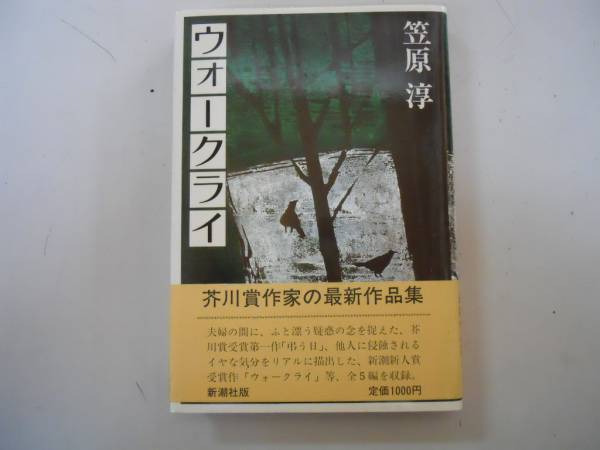 笠原 淳
ウォークライ
芥川賞作家の最新作品集
夫婦の間に、ふと漂う疑惑の念を捉えた、芥
川賞受賞第一作「弔う日」、他人に侵蝕される
イヤな気分をリアルに描出した、新潮新人賞
受賞作「ウォークライ」等、全5編を収録。
新潮社版 定価1000円